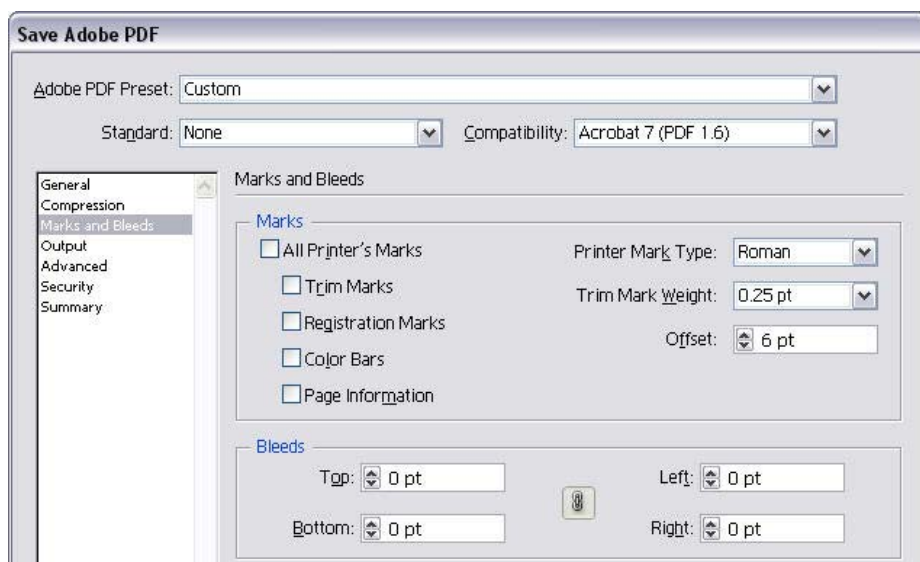 Save Adobe PDF
Adobe PDF Preset: Custom
Standard: None Compatibility: Acrobat 7 (PDF 1.6)
General
Compression
Marks and Bleeds
Output
Advanced
Security
Summary
Marks and Bleeds
Marks
All Printer's Marks
Trim Marks
Registration Marks
Color Bars
Page Information
Printer Mark Type: Roman
Trim Mark Weight: 0.25 pt
Offset: 6 pt
Bleeds
Top: 0 pt Left: 0 pt
Bottom: 0 pt Right: 0 pt